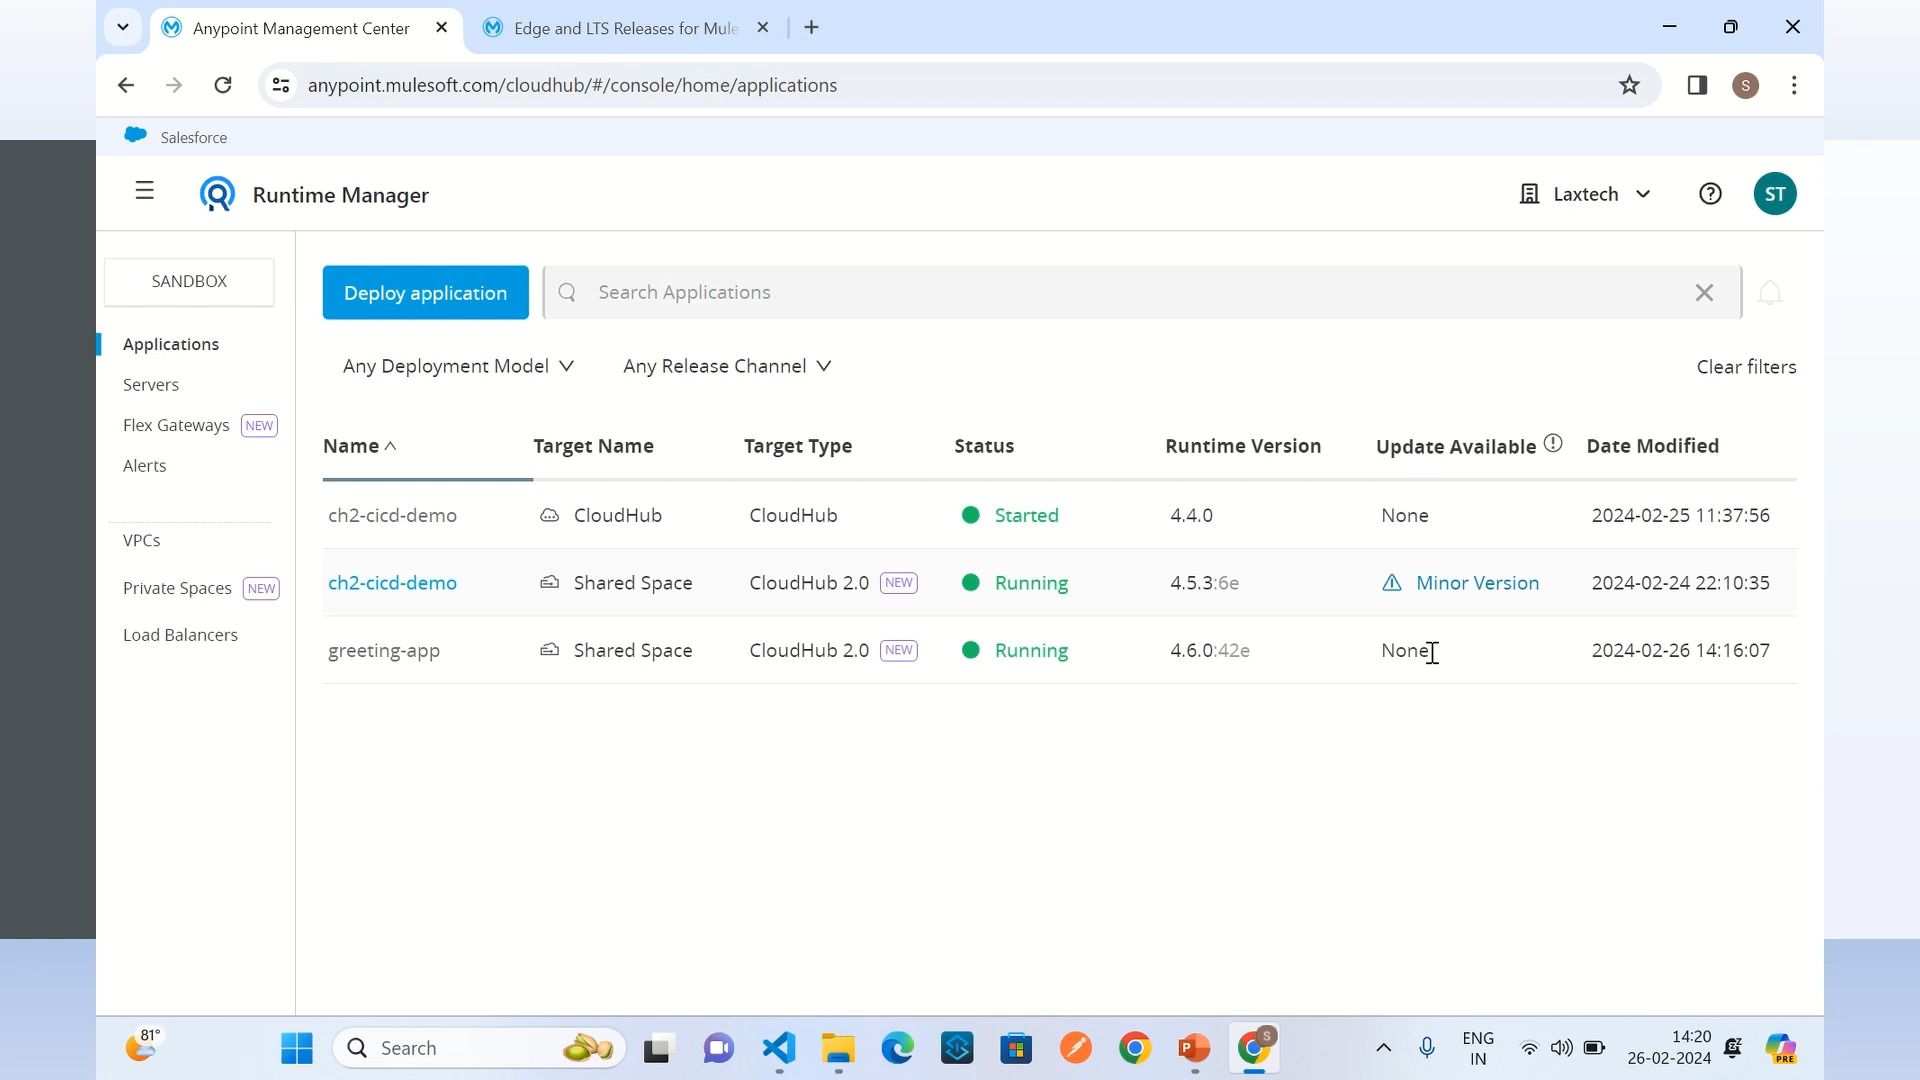 Anypoint Management Center
Edge and LTS Releases for Mule
anypoint.mulesoft.com/cloudhub/#/console/home/applications
S
Salesforce
Runtime Manager
Laxtech
ST
SANDBOX
Applications
Servers
Flex Gateways NEW
Alerts
VPCs
Private Spaces NEW
Load Balancers
Deploy application
Search Applications
Any Deployment Model
Any Release Channel
Clear filters
Name Target Name Target Type Status Runtime Version Update Available Date Modified
ch2-cicd-demo CloudHub CloudHub Started 4.4.0 None 2024-02-25 11:37:56
ch2-cicd-demo Shared Space CloudHub 2.0 NEW Running 4.5.3:6e Minor Version 2024-02-24 22:10:35
greeting-app Shared Space CloudHub 2.0 NEW Running 4.6.0:42e None 2024-02-26 14:16:07
81°
Search
S
ENG
IN
14:20
26-02-2024
PRE